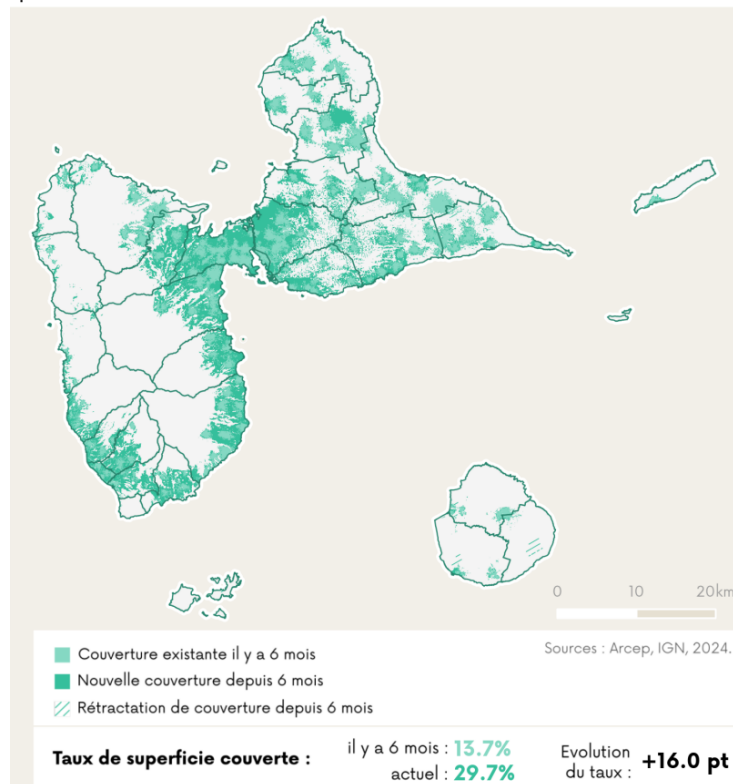 0 10 20km
Sources : Arcep, IGN, 2024.
Couverture existante il y a 6 mois
Nouvelle couverture depuis 6 mois
Rétractation de couverture depuis 6 mois
Taux de superficie couverte :
il y a 6 mois : 13.7%
actuel : 29.7%
Evolution
du taux :
+16.0 pt